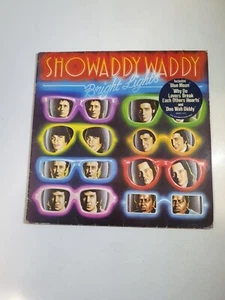 SHOWADDYWADDY
Bright Lights
Includes
'Blue Moon'
'Why Do
Lovers Break
Each Others Hearts'
and
'Doo Wah Diddy'